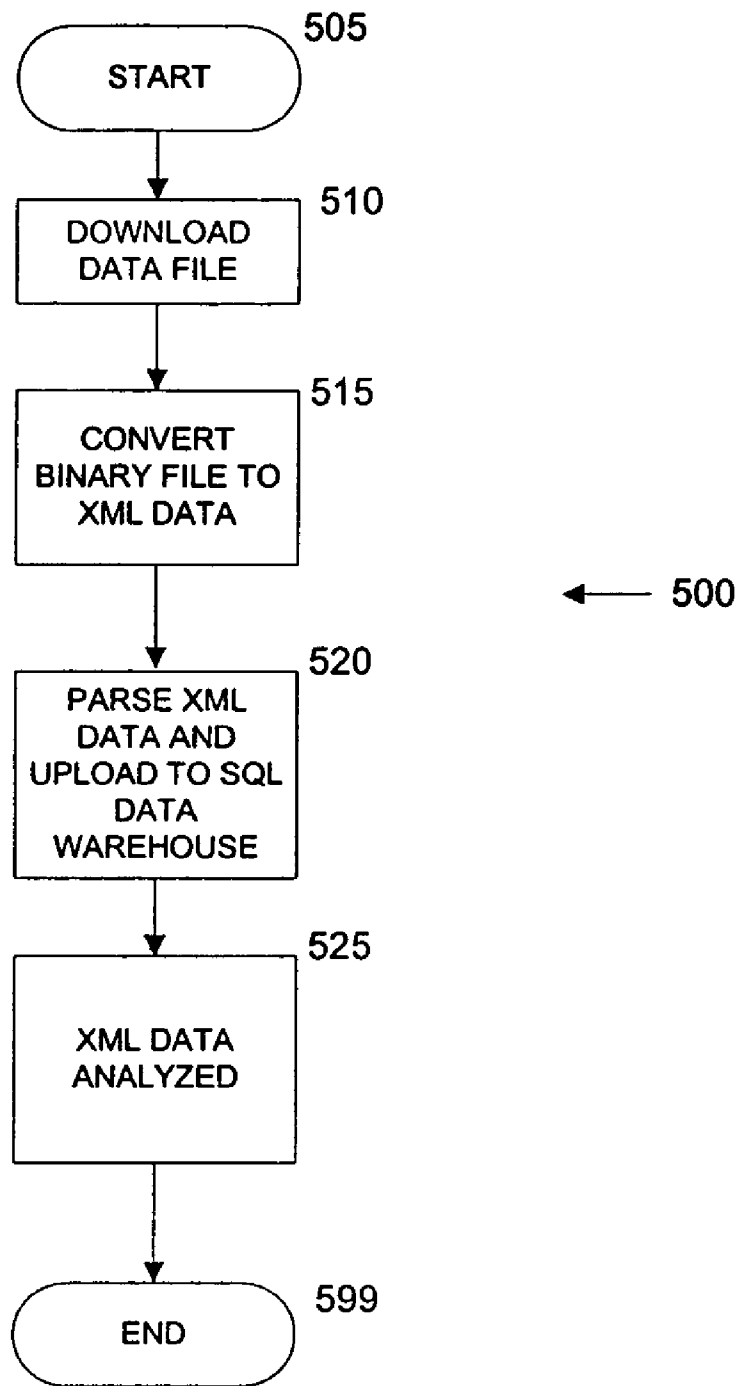 505
START
510
DOWNLOAD
DATA FILE
515
CONVERT
BINARY FILE TO
XML DATA
500
520
PARSE XML
DATA AND
UPLOAD TO SQL
DATA
WAREHOUSE
525
XML DATA
ANALYZED
599
END